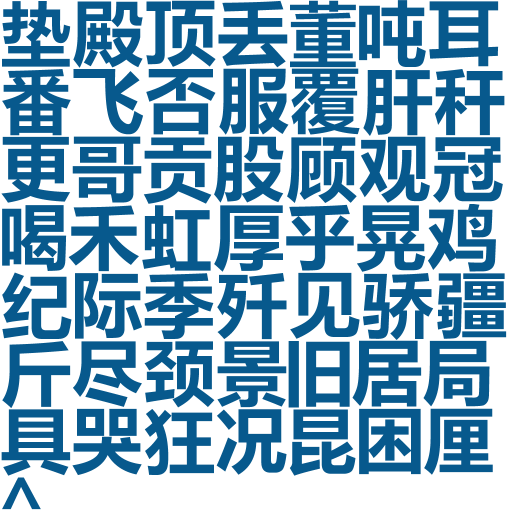 垫殿顶丢董吨耳
番飞否服覆肝秆
更哥贡股顾观冠
喝禾虹厚乎晃鸡
纪际季歼见骄疆
斤尽颈景旧居局
具哭狂况昆困厘
^